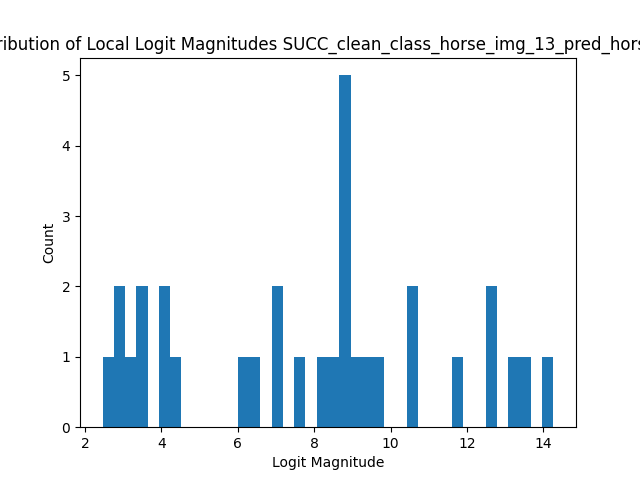 ribution of Local Logit Magnitudes SUCC_clean_class_horse_img_13_pred_hors
5
4
3
2
1
0
Count
2 4 6 8 10 12 14
Logit Magnitude